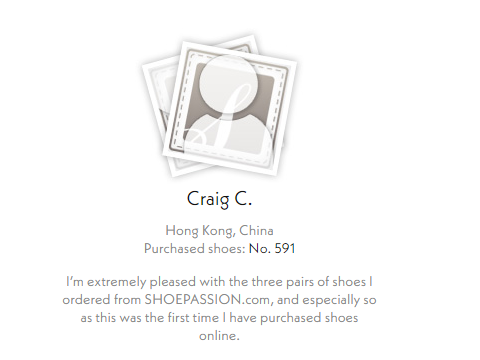 Craig C.
Hong Kong, China
Purchased shoes: No. 591
I'm extremely pleased with the three pairs of shoes I
ordered from SHOEPASSION.com, and especially so
as this was the first time I have purchased shoes
online.